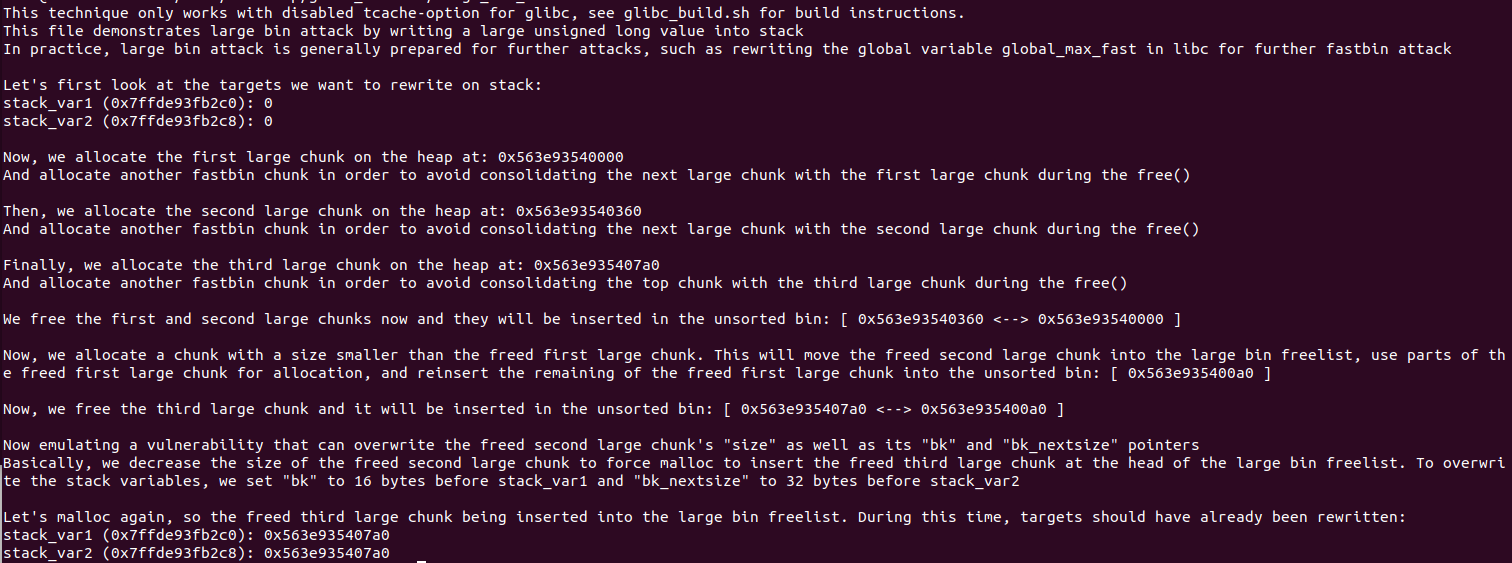 This technique only works with disabled tcache-option for glibc, see glibc_build.sh for build instructions.
This file demonstrates large bin attack by writing a large unsigned long value into stack
In practice, large bin attack is generally prepared for further attacks, such as rewriting the global variable global_max_fast in libc for further fastbin attack
Let's first look at the targets we want to rewrite on stack:
stack_var1 (0x7ffde93fb2c0): 0
stack_var2 (0x7ffde93fb2c8): 0
Now, we allocate the first large chunk on the heap at: 0x563e93540000
And allocate another fastbin chunk in order to avoid consolidating the next large chunk with the first large chunk during the free()
Then, we allocate the second large chunk on the heap at: 0x563e93540360
And allocate another fastbin chunk in order to avoid consolidating the next large chunk with the second large chunk during the free()
Finally, we allocate the third large chunk on the heap at: 0x563e935407a0
And allocate another fastbin chunk in order to avoid consolidating the top chunk with the third large chunk during the free()
We free the first and second large chunks now and they will be inserted in the unsorted bin: [ 0x563e93540360 <--> 0x563e93540000 ]
Now, we allocate a chunk with a size smaller than the freed first large chunk. This will move the freed second large chunk into the large bin freelist, use parts of th
e freed first large chunk for allocation, and reinsert the remaining of the freed first large chunk into the unsorted bin: [ 0x563e935400a0 ]
Now, we free the third large chunk and it will be inserted in the unsorted bin: [ 0x563e935407a0 <--> 0x563e935400a0 ]
Now emulating a vulnerability that can overwrite the freed second large chunk's "size" as well as its "bk" and "bk_nextsize" pointers
Basically, we decrease the size of the freed second large chunk to force malloc to insert the freed third large chunk at the head of the large bin freelist. To overwri
te the stack variables, we set "bk" to 16 bytes before stack_var1 and "bk_nextsize" to 32 bytes before stack_var2
Let's malloc again, so the freed third large chunk being inserted into the large bin freelist. During this time, targets should have already been rewritten:
stack_var1 (0x7ffde93fb2c0): 0x563e935407a0
stack_var2 (0x7ffde93fb2c8): 0x563e935407a0